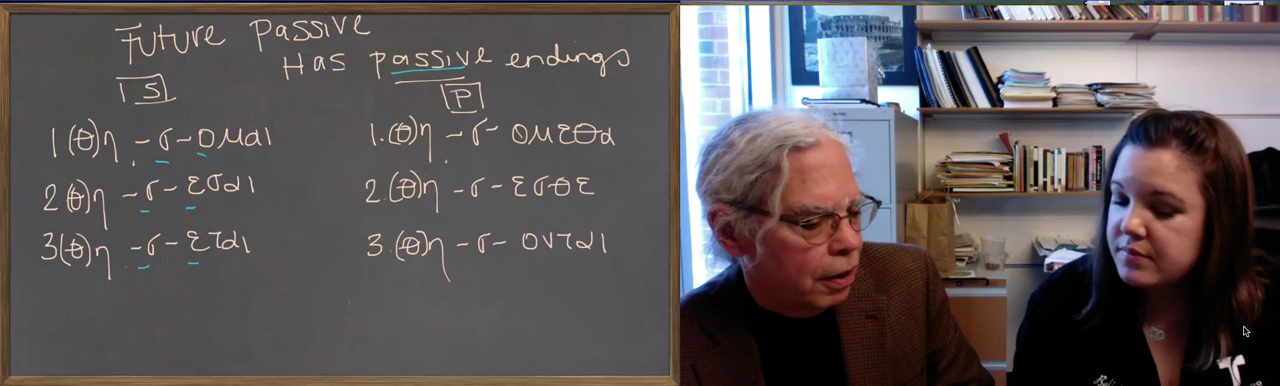 Future Passive
Has passive endings
S
P
1 (θ)η - σ - ομαι
2 (θ)η - σ - εσαι
3 (θ)η - σ - εται
1. (θ)η - σ - ομεθα
2. (θ)η - σ - εσθε
3. (θ)η - σ - ονται